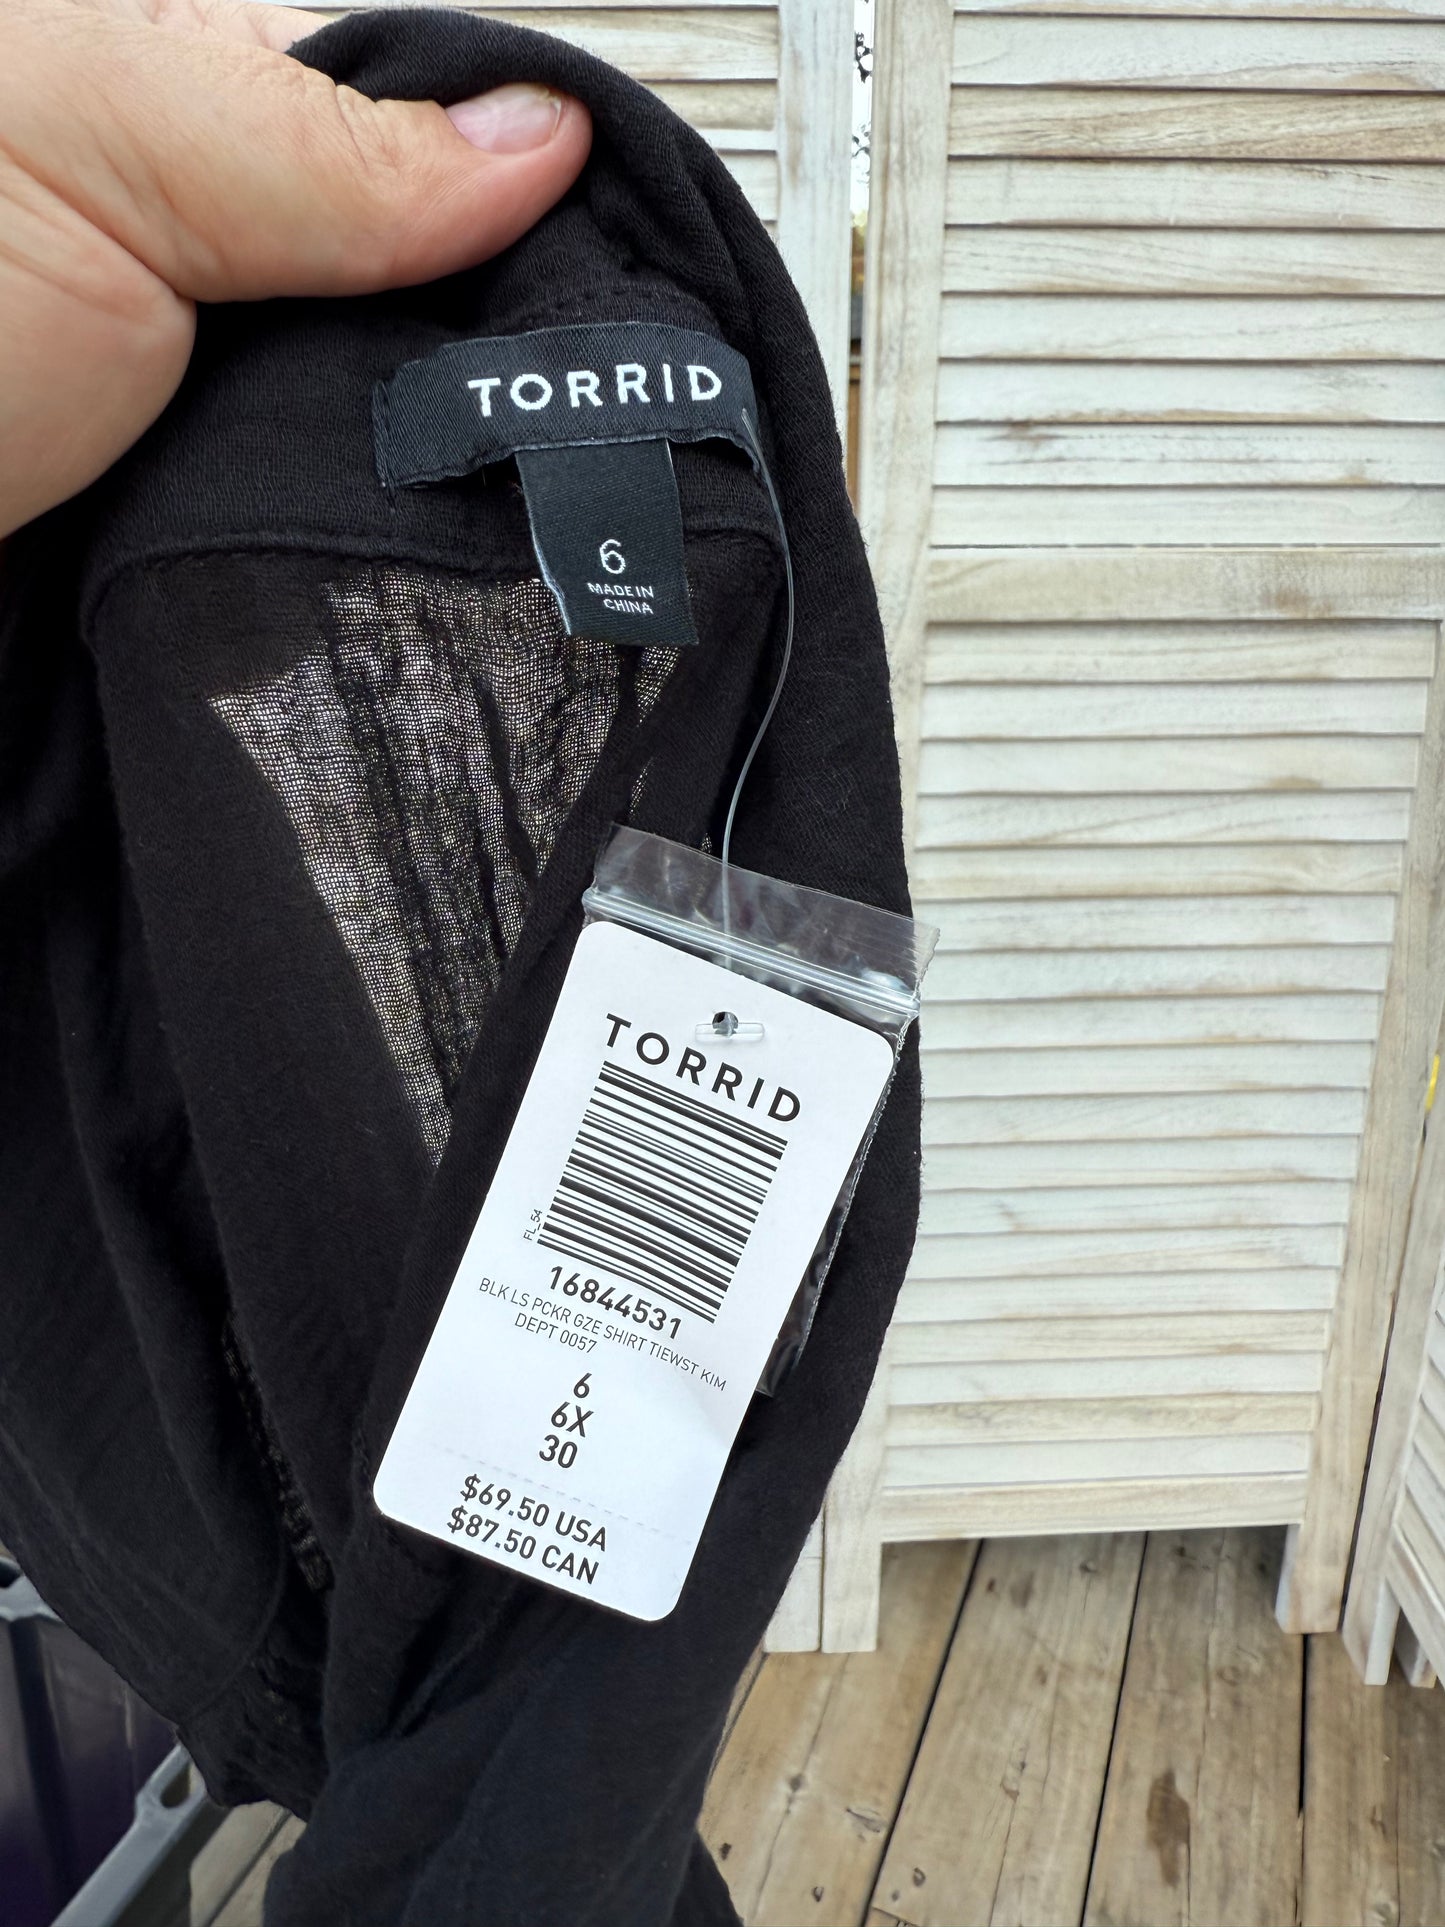 TORRID
6
MADE IN
CHINA
TORRID
FL_54
16844531
BLK LS PCKR GZE SHIRT TIEWST KIM
DEPT 0057
6
6X
30
$69.50 USA
$87.50 CAN